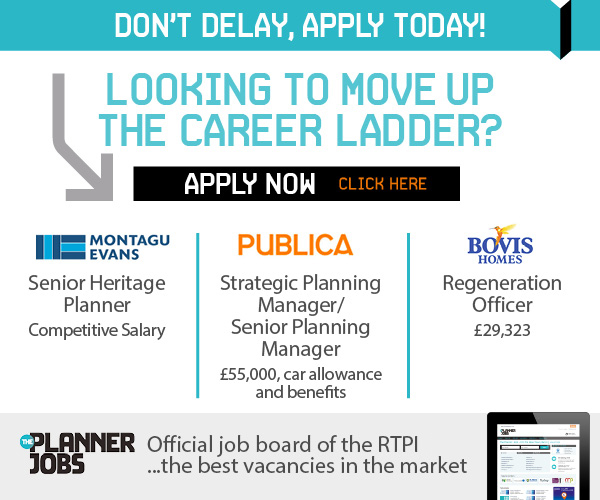 DON'T DELAY, APPLY TODAY!
LOOKING TO MOVE UP
THE CAREER LADDER?
APPLY NOW CLICK HERE
MONTAGU
EVANS
Senior Heritage
Planner
Competitive Salary
PUBLICA
Strategic Planning
Manager/
Senior Planning
Manager
£55,000, car allowance
and benefits
BOVIS
HOMES
Regeneration
Officer
£29,323
THE PLANNER
JOBS
Official job board of the RTPI
...the best vacancies in the market
PLANNER
JOBS